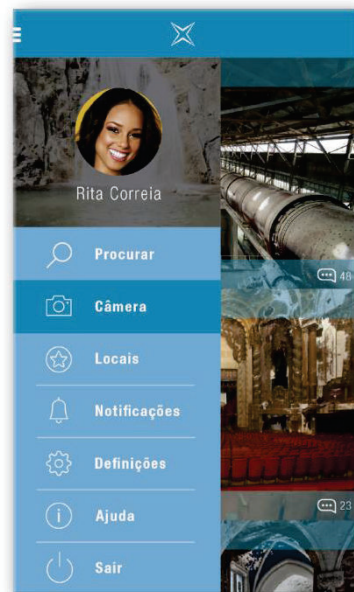 Rita Correia
Procurar
48
Câmera
Locais
Notificações
Definições
23
Ajuda
Sair